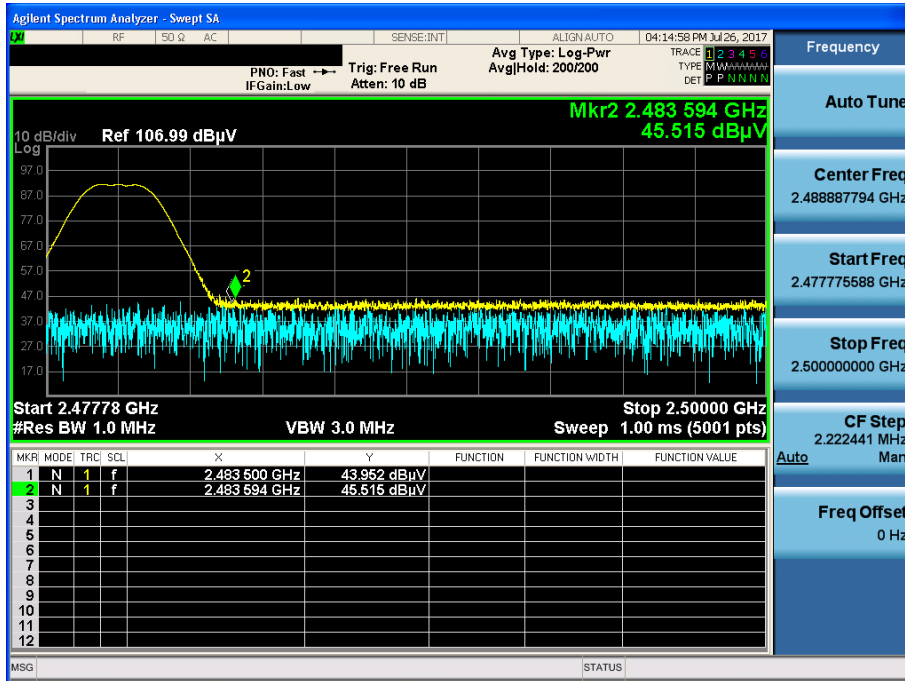 Agilent Spectrum Analyzer - Swept SA
LXI RF 50 Ω AC SENSE:INT ALIGN AUTO 04:14:58 PM Jul 26, 2017
PNO: Fast Trig: Free Run Avg Type: Log-Pwr TRACE 1 2 3 4 5 6
IFGain:Low Atten: 10 dB Avg|Hold: 200/200 TYPE M W
DET P P N N N N
Mkr2 2.483 594 GHz
45.515 dBµV
10 dB/div Ref 106.99 dBµV
Log
97.0
87.0
77.0
67.0
57.0
47.0
37.0
27.0
17.0
2
Start 2.47778 GHz Stop 2.50000 GHz
#Res BW 1.0 MHz VBW 3.0 MHz Sweep 1.00 ms (5001 pts)
MKR MODE TRC SCL X Y FUNCTION FUNCTION WIDTH FUNCTION VALUE
1 N 1 f 2.483 500 GHz 43.952 dBµV
2 N 1 f 2.483 594 GHz 45.515 dBµV
3
4
5
6
7
8
9
10
11
12
MSG STATUS
Frequency
Auto Tune
Center Freq
2.488887794 GHz
Start Freq
2.477775588 GHz
Stop Freq
2.500000000 GHz
CF Step
2.222441 MHz
Auto Man
Freq Offset
0 Hz